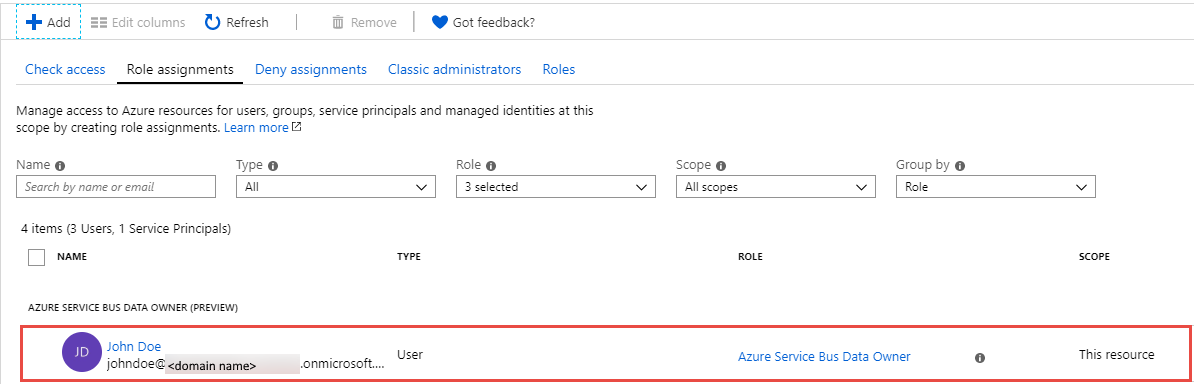 Add Edit columns Refresh Remove Got feedback?
Check access Role assignments Deny assignments Classic administrators Roles
Manage access to Azure resources for users, groups, service principals and managed identities at this
scope by creating role assignments. Learn more
Name Type Role Scope Group by
Search by name or email All 3 selected All scopes Role
4 items (3 Users, 1 Service Principals)
NAME TYPE ROLE SCOPE
AZURE SERVICE BUS DATA OWNER (PREVIEW)
JD John Doe User Azure Service Bus Data Owner This resource
johndoe@<domain name>.onmicrosoft....